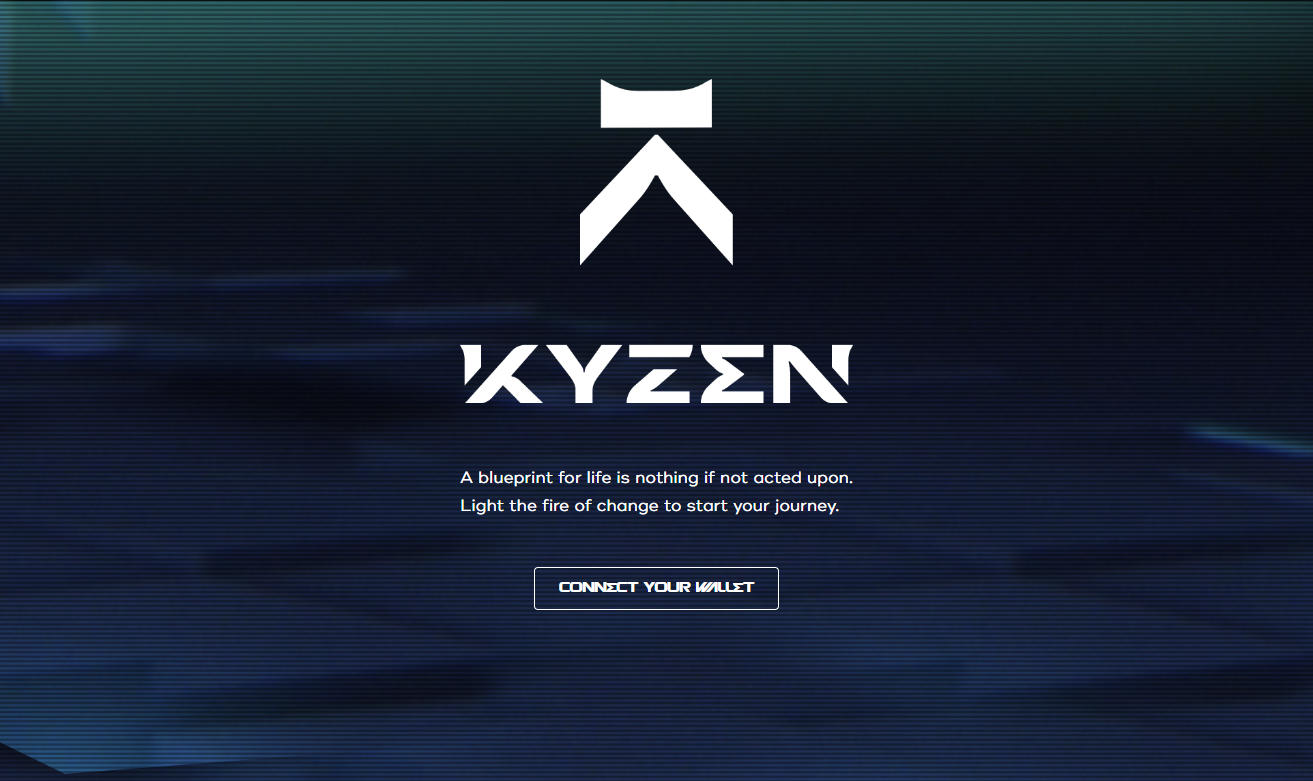 KYZEN
A blueprint for life is nothing if not acted upon.
Light the fire of change to start your journey.
CONNECT YOUR WALLET